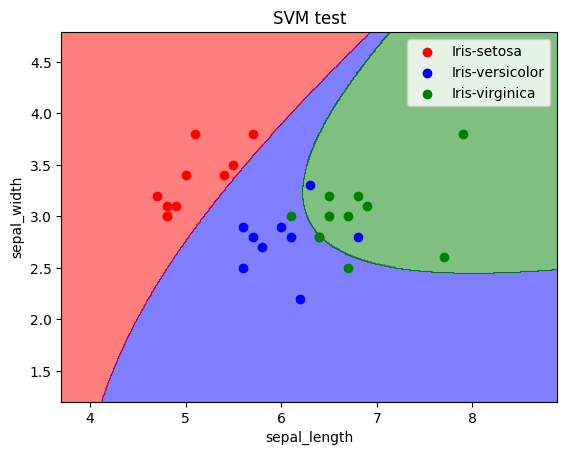 SVM test
Iris-setosa
Iris-versicolor
Iris-virginica
4.5
4.0
3.5
3.0
2.5
2.0
1.5
sepal_width
4 5 6 7 8
sepal_length